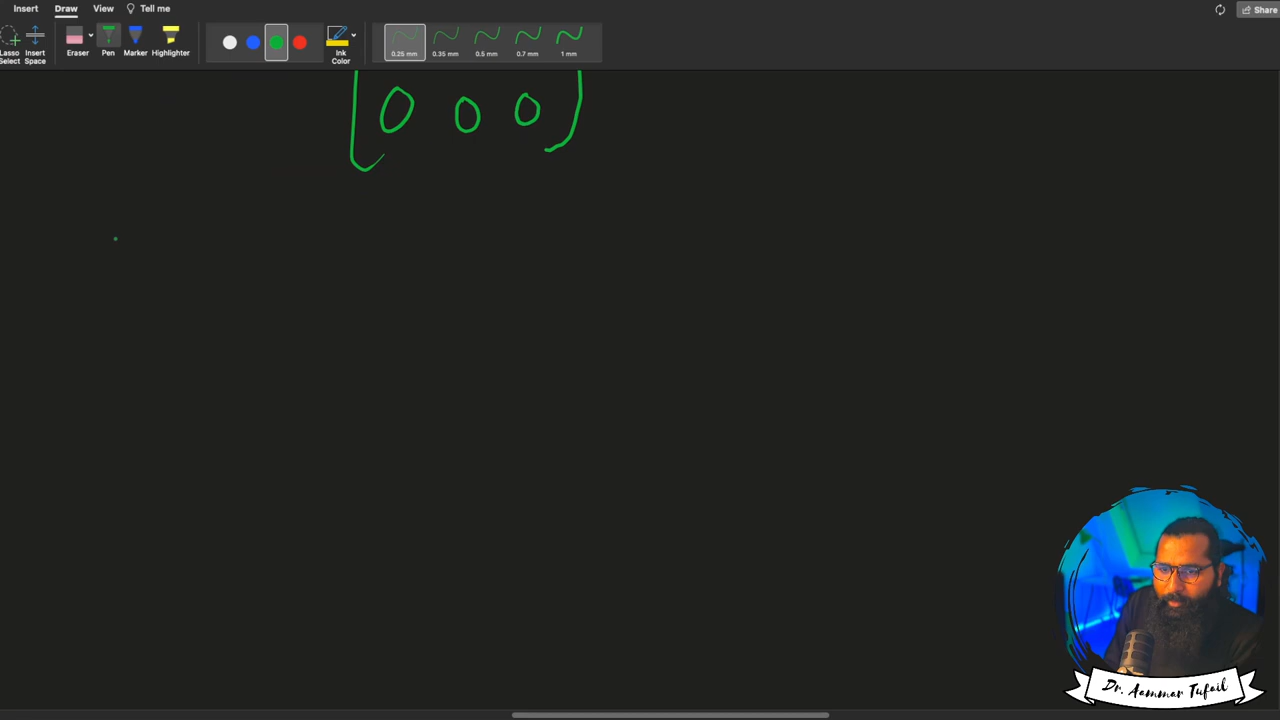 Insert Draw View Tell me Share
Lasso Select
Insert Space
Eraser
Pen
Marker
Highlighter
Ink Color
0.25 mm 0.35 mm 0.5 mm 0.7 mm 1 mm
0 0 0
Dr. Aammar Tufail